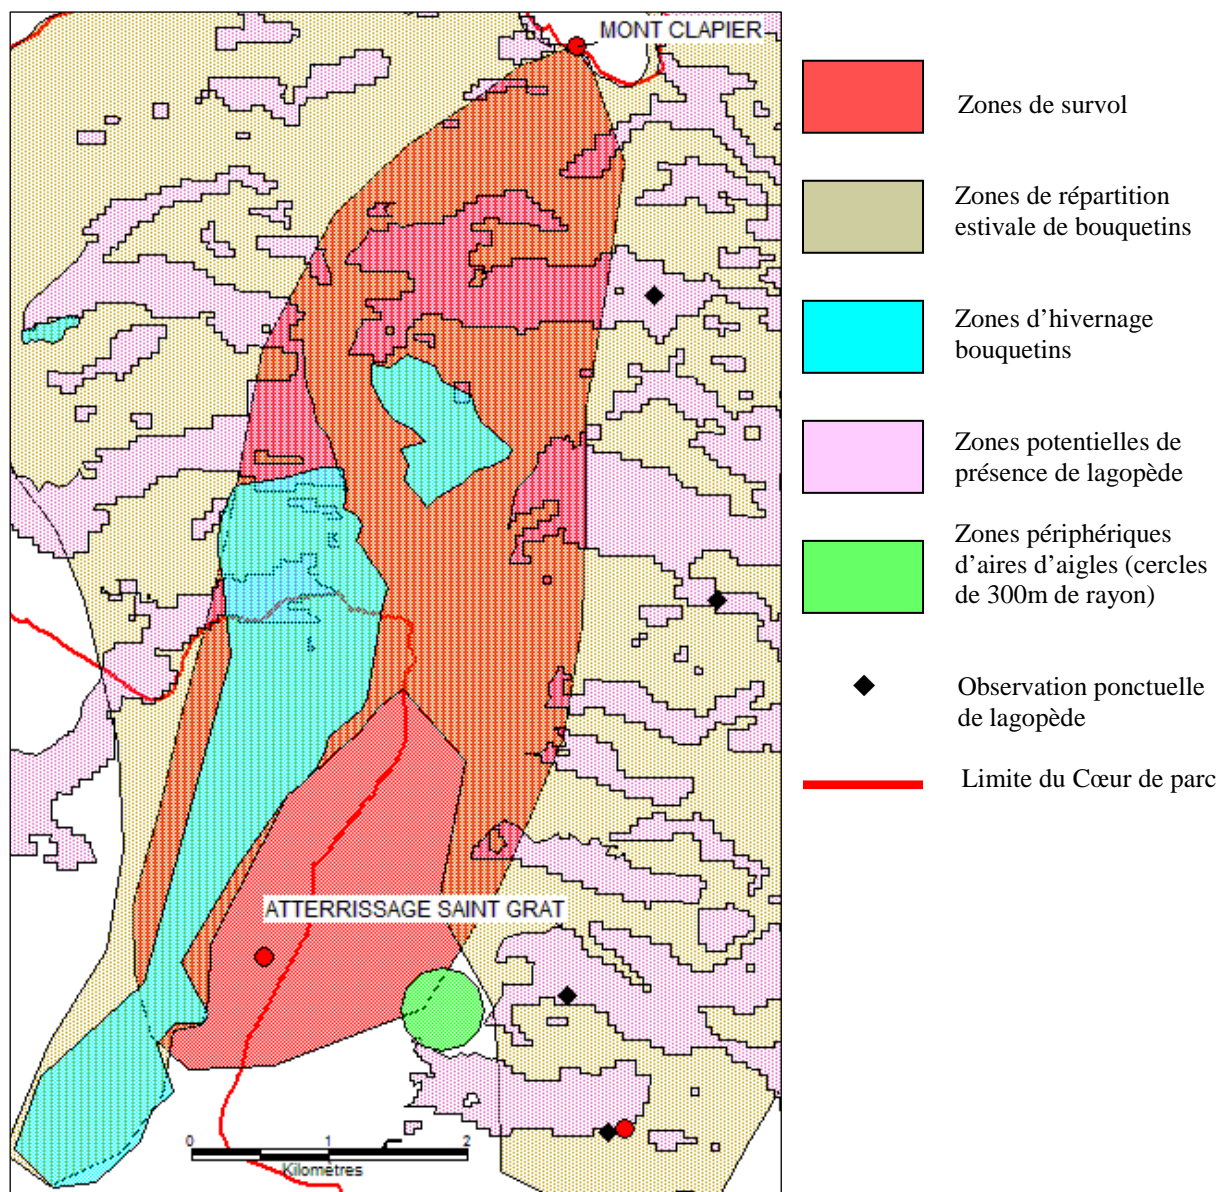 MONT CLAPIER
Zones de survol
Zones de répartition
estivale de bouquetins
Zones d'hivernage
bouquetins
Zones potentielles de
présence de lagopède
Zones périphériques
d'aires d'aigles (cercles
de 300m de rayon)
Observation ponctuelle
de lagopède
Limite du Cœur de parc
ATTERRISSAGE SAINT GRAT
0 1 2
Kilomètres